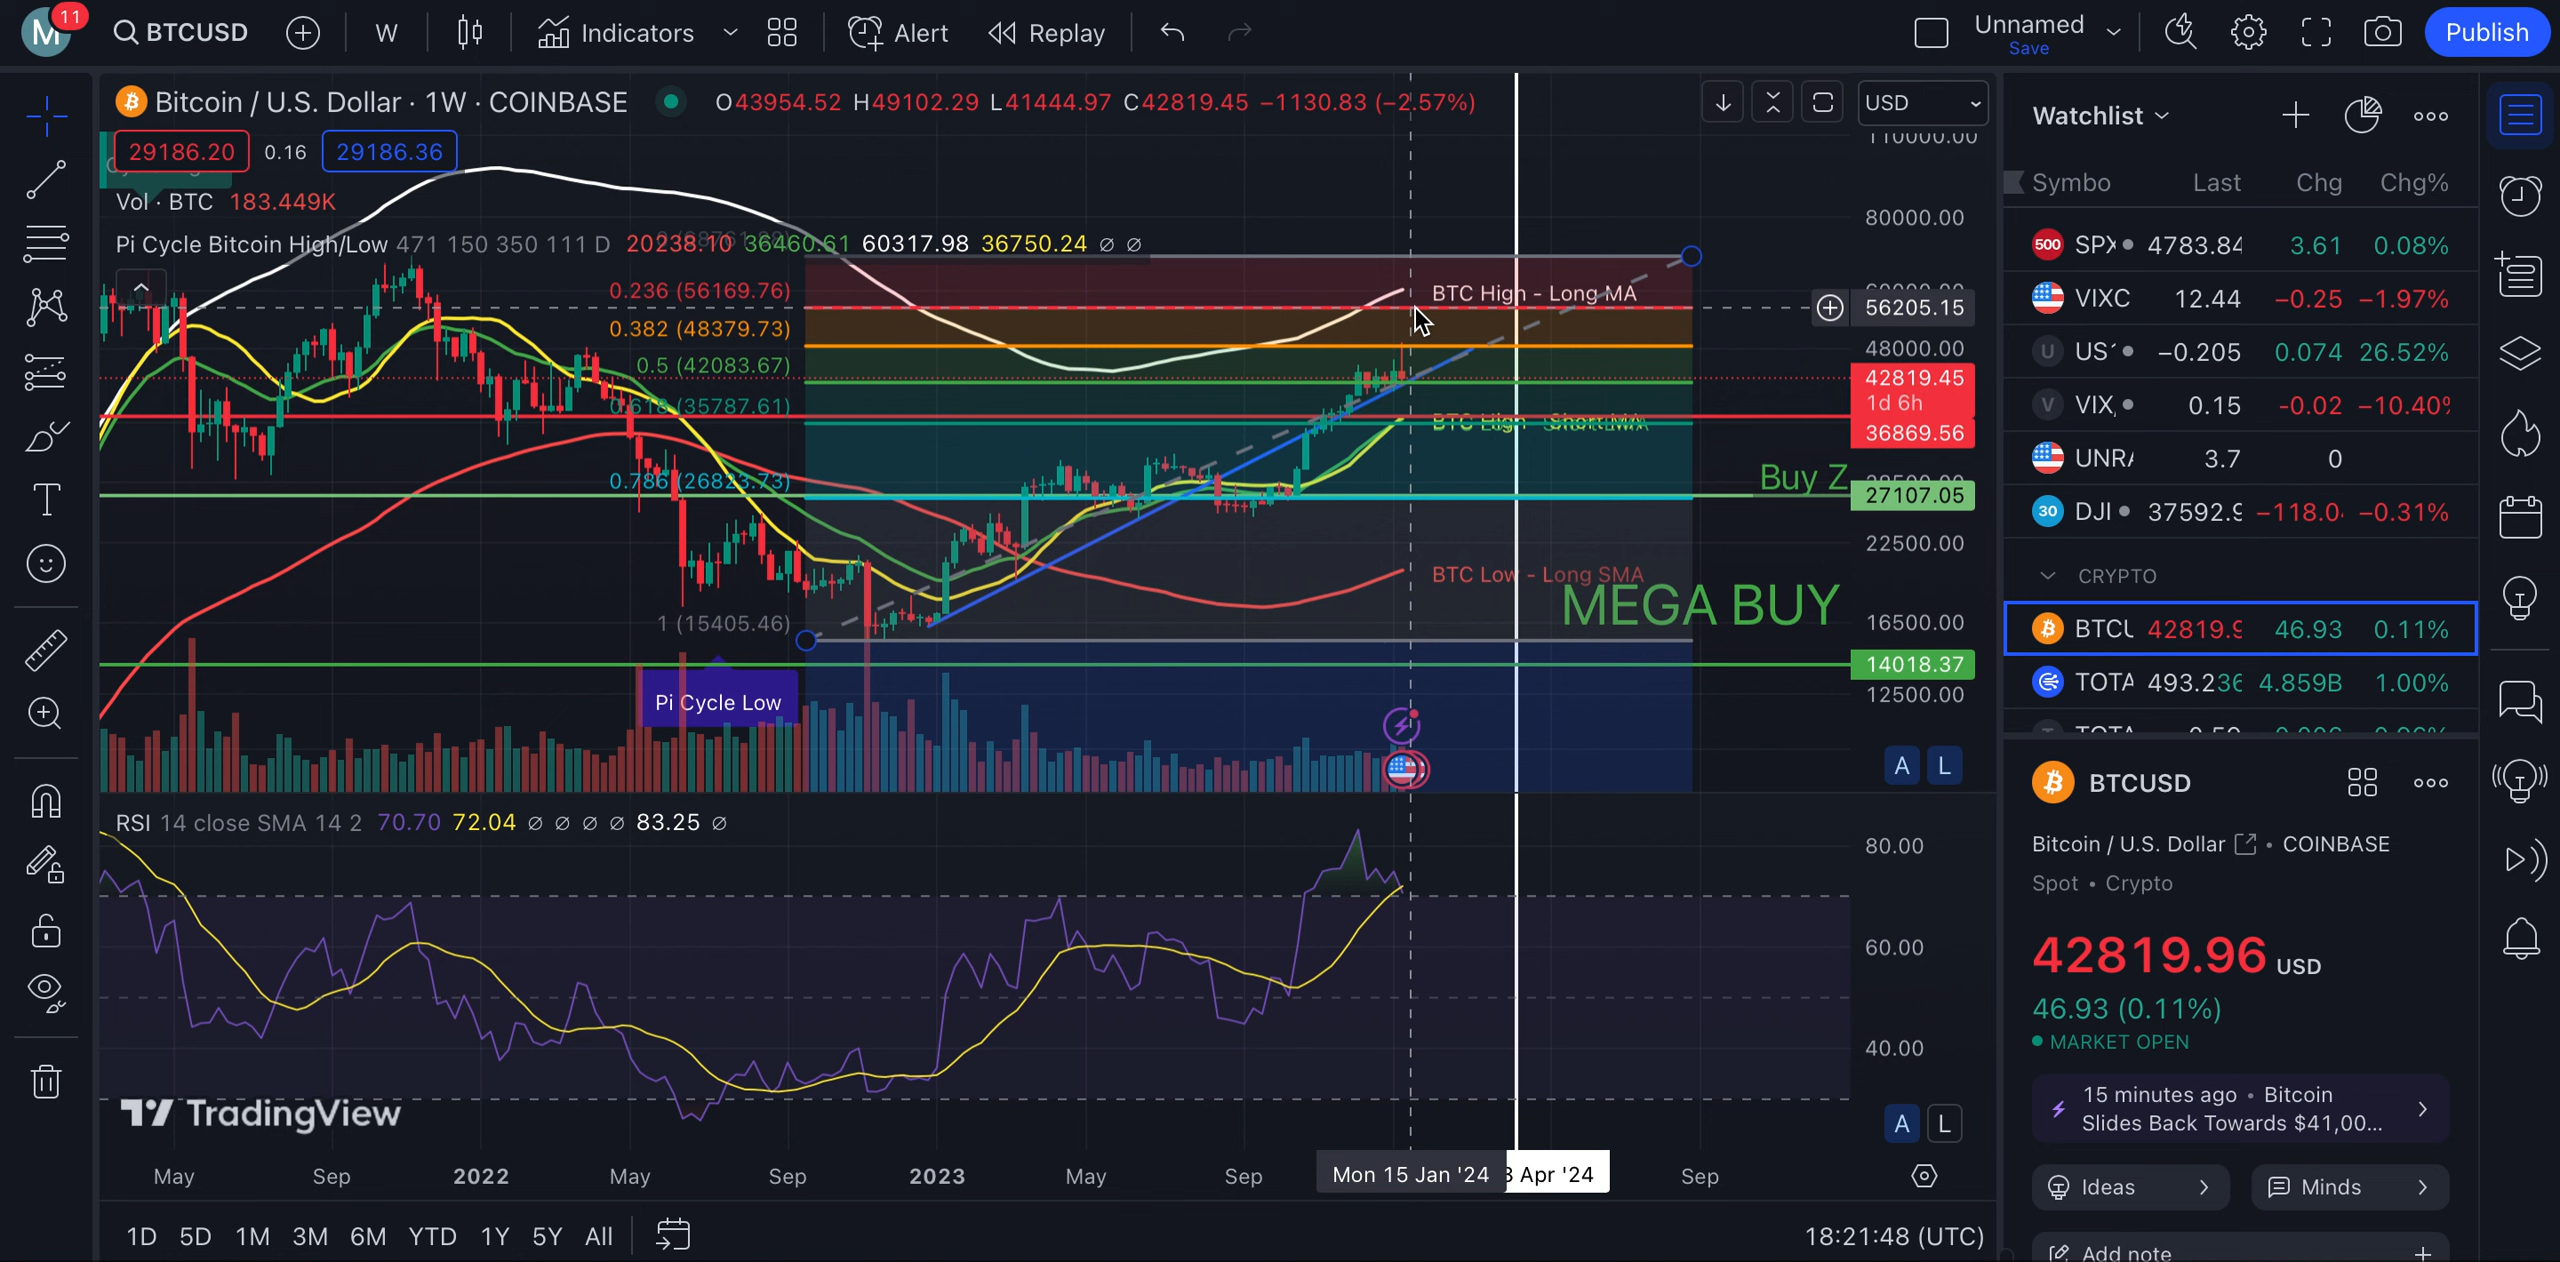 M 11 BTCUSD W Indicators Alert Replay Unnamed Publish
Save
Bitcoin / U.S. Dollar · 1W · COINBASE O43954.52 H49102.29 L41444.97 C42819.45 −1130.83 (−2.57%) USD
29186.20 0.16 29186.36
Vol · BTC 183.449K
Pi Cycle Bitcoin High/Low 471 150 350 111 D 20238.10 36460.61 60317.98 36750.24 ∅ ∅
0.236 (56169.76)
0.382 (48379.73)
0.5 (42083.67)
0.618 (35787.61)
0.786 (26823.73)
1 (15405.46)
BTC High - Long MA
BTC Low - Long SMA
Buy Z
MEGA BUY
Pi Cycle Low
110000.00
80000.00
56205.15
48000.00
42819.45
1d 6h
36869.56
27107.05
22500.00
16500.00
14018.37
12500.00
A L
RSI 14 close SMA 14 2 70.70 72.04 ∅ ∅ ∅ ∅ 83.25 ∅
80.00
60.00
40.00
A L
TradingView
May Sep 2022 May Sep 2023 May Sep Mon 15 Jan '24 Apr '24 Sep
1D 5D 1M 3M 6M YTD 1Y 5Y All 18:21:48 (UTC)
Watchlist
Symbo Last Chg Chg%
500 SPX 4783.84 3.61 0.08%
VIXC 12.44 −0.25 −1.97%
U US −0.205 0.074 26.52%
V VIX 0.15 −0.02 −10.40%
UNRA 3.7 0
30 DJI 37592.9 −118.0 −0.31%
CRYPTO
BTCU 42819.9 46.93 0.11%
TOTA 493.236 4.859B 1.00%
BTCUSD
Bitcoin / U.S. Dollar • COINBASE
Spot • Crypto
42819.96 USD
46.93 (0.11%)
MARKET OPEN
15 minutes ago • Bitcoin
Slides Back Towards $41,00...
Ideas Minds
Add note